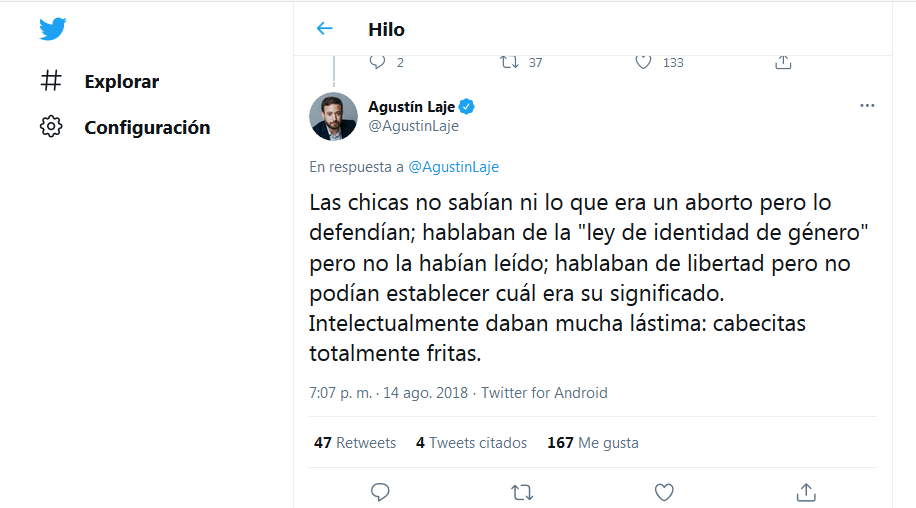 Hilo
Explorar
Configuración
2 37 133
Agustín Laje
@AgustinLaje
En respuesta a @AgustinLaje
Las chicas no sabían ni lo que era un aborto pero lo
defendían; hablaban de la "ley de identidad de género"
pero no la habían leído; hablaban de libertad pero no
podían establecer cuál era su significado.
Intelectualmente daban mucha lástima: cabecitas
totalmente fritas.
7:07 p. m. · 14 ago. 2018 · Twitter for Android
47 Retweets 4 Tweets citados 167 Me gusta